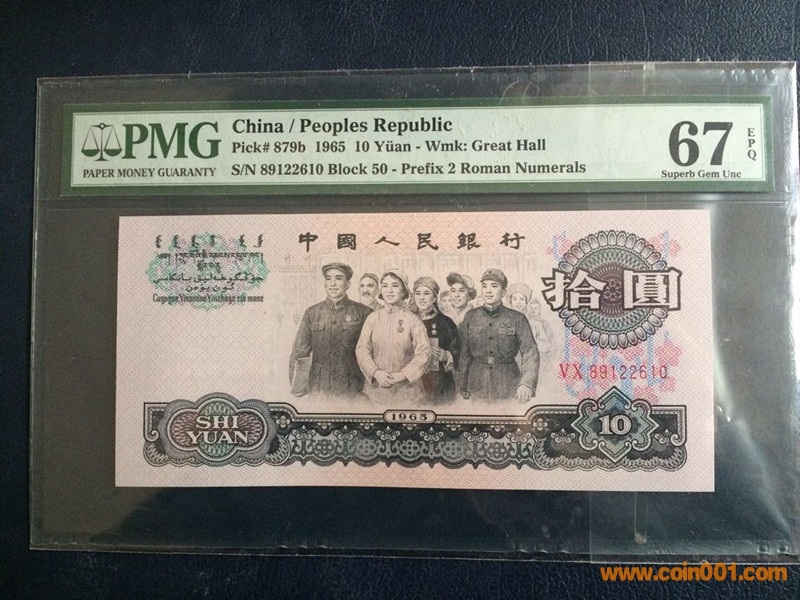 PMG
PAPER MONEY GUARANTY
China / Peoples Republic
Pick# 879b 1965 10 Yüan - Wmk: Great Hall
S/N 89122610 Block 50 - Prefix 2 Roman Numerals
67
EPQ
Superb Gem Unc
中國人民銀行
拾圓
VX 89122610
1965
SHI
YUAN
10
www.coin001.com